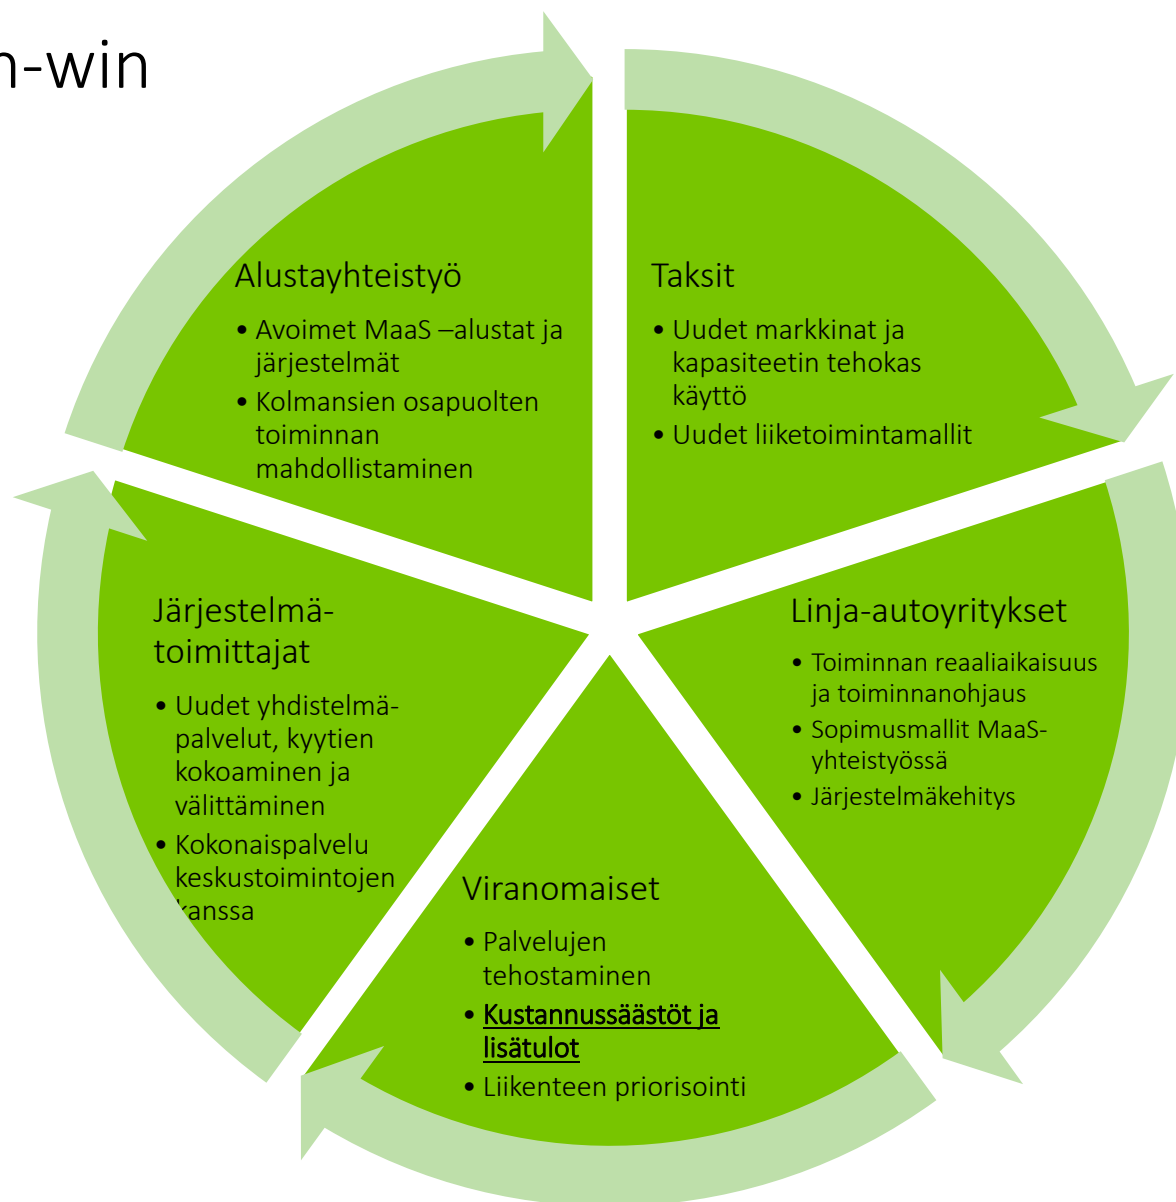 n-win
Alustayhteistyö
• Avoimet MaaS –alustat ja
järjestelmät
• Kolmansien osapuolten
toiminnan
mahdollistaminen
Taksit
• Uudet markkinat ja
kapasiteetin tehokas
käyttö
• Uudet liiketoimintamallit
Linja-autoyritykset
• Toiminnan reaaliaikaisuus
ja toiminnanohjaus
• Sopimusmallit MaaS-
yhteistyössä
• Järjestelmäkehitys
Viranomaiset
• Palvelujen
tehostaminen
• Kustannussäästöt ja
lisätulot
• Liikenteen priorisointi
Järjestelmä-
toimittajat
• Uudet yhdistelmä-
palvelut, kyytien
kokoaminen ja
välittäminen
• Kokonaispalvelu
keskustoimintojen
kanssa